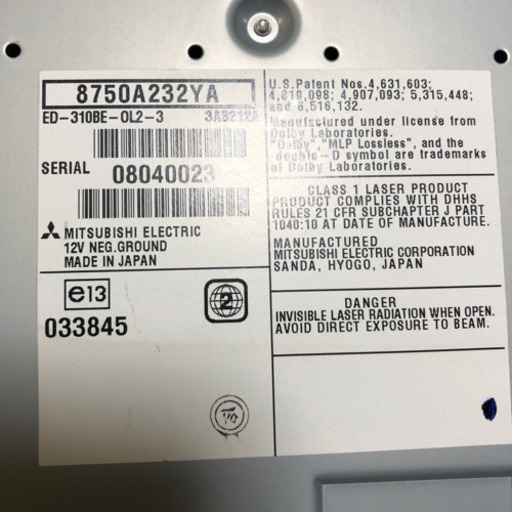 8750A232YA
ED-310BE-OL2-3 3A3212A
SERIAL 08040023
MITSUBISHI ELECTRIC
12V NEG.GROUND
MADE IN JAPAN
e13
033845
2
U.S.Patent Nos.4,631,603;
4,819,098; 4,907,093; 5,315,448;
and 6,516,132.
Manufactured under license from
Dolby Laboratories.
"Dolby","MLP Lossless", and the
double-D symbol are trademarks
of Dolby Laboratories.
CLASS 1 LASER PRODUCT
PRODUCT COMPLIES WITH DHHS
RULES 21 CFR SUBCHAPTER J PART
1040:10 AT DATE OF MANUFACTURE.
MANUFACTURED
MITSUBISHI ELECTRIC CORPORATION
SANDA, HYOGO, JAPAN
DANGER
INVISIBLE LASER RADIATION WHEN OPEN.
AVOID DIRECT EXPOSURE TO BEAM.